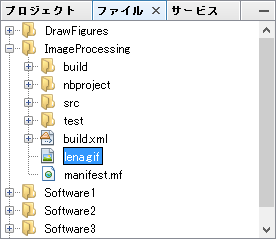 プロジェクト ファイル サービス
DrawFigures
ImageProcessing
build
nbproject
src
test
build.xml
lena.gif
manifest.mf
Software1
Software2
Software3